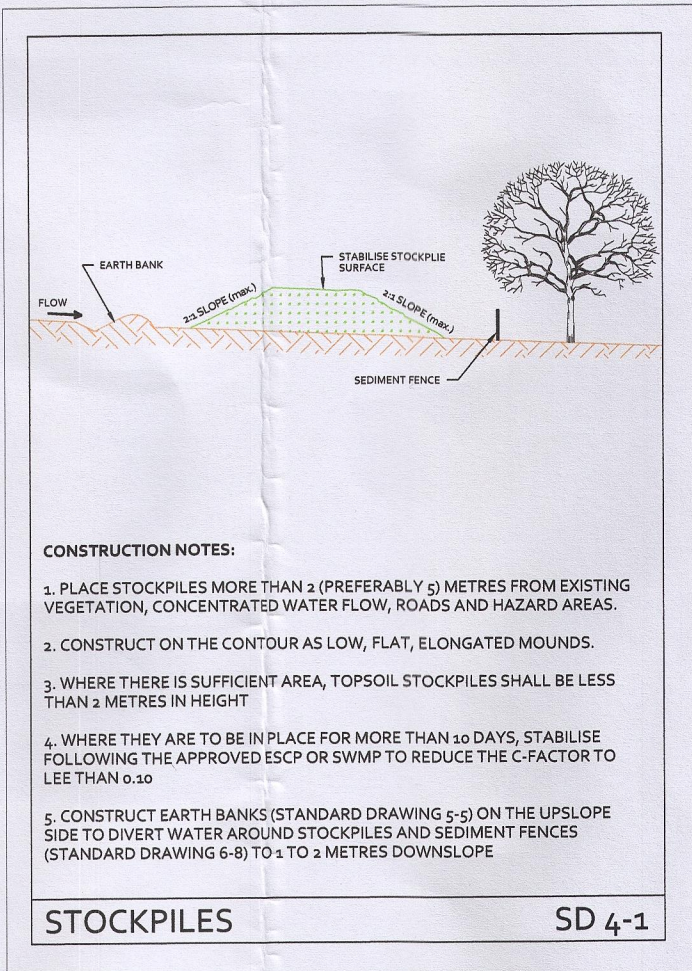 STABILISE STOCKPLIE
SURFACE
EARTH BANK
2:1 SLOPE (max.)
2:1 SLOPE (max.)
FLOW
SEDIMENT FENCE
CONSTRUCTION NOTES:
1. PLACE STOCKPILES MORE THAN 2 (PREFERABLY 5) METRES FROM EXISTING
VEGETATION, CONCENTRATED WATER FLOW, ROADS AND HAZARD AREAS.
2. CONSTRUCT ON THE CONTOUR AS LOW, FLAT, ELONGATED MOUNDS.
3. WHERE THERE IS SUFFICIENT AREA, TOPSOIL STOCKPILES SHALL BE LESS
THAN 2 METRES IN HEIGHT
4. WHERE THEY ARE TO BE IN PLACE FOR MORE THAN 10 DAYS, STABILISE
FOLLOWING THE APPROVED ESCP OR SWMP TO REDUCE THE C-FACTOR TO
LEE THAN 0.10
5. CONSTRUCT EARTH BANKS (STANDARD DRAWING 5-5) ON THE UPSLOPE
SIDE TO DIVERT WATER AROUND STOCKPILES AND SEDIMENT FENCES
(STANDARD DRAWING 6-8) TO 1 TO 2 METRES DOWNSLOPE
STOCKPILES
SD 4-1